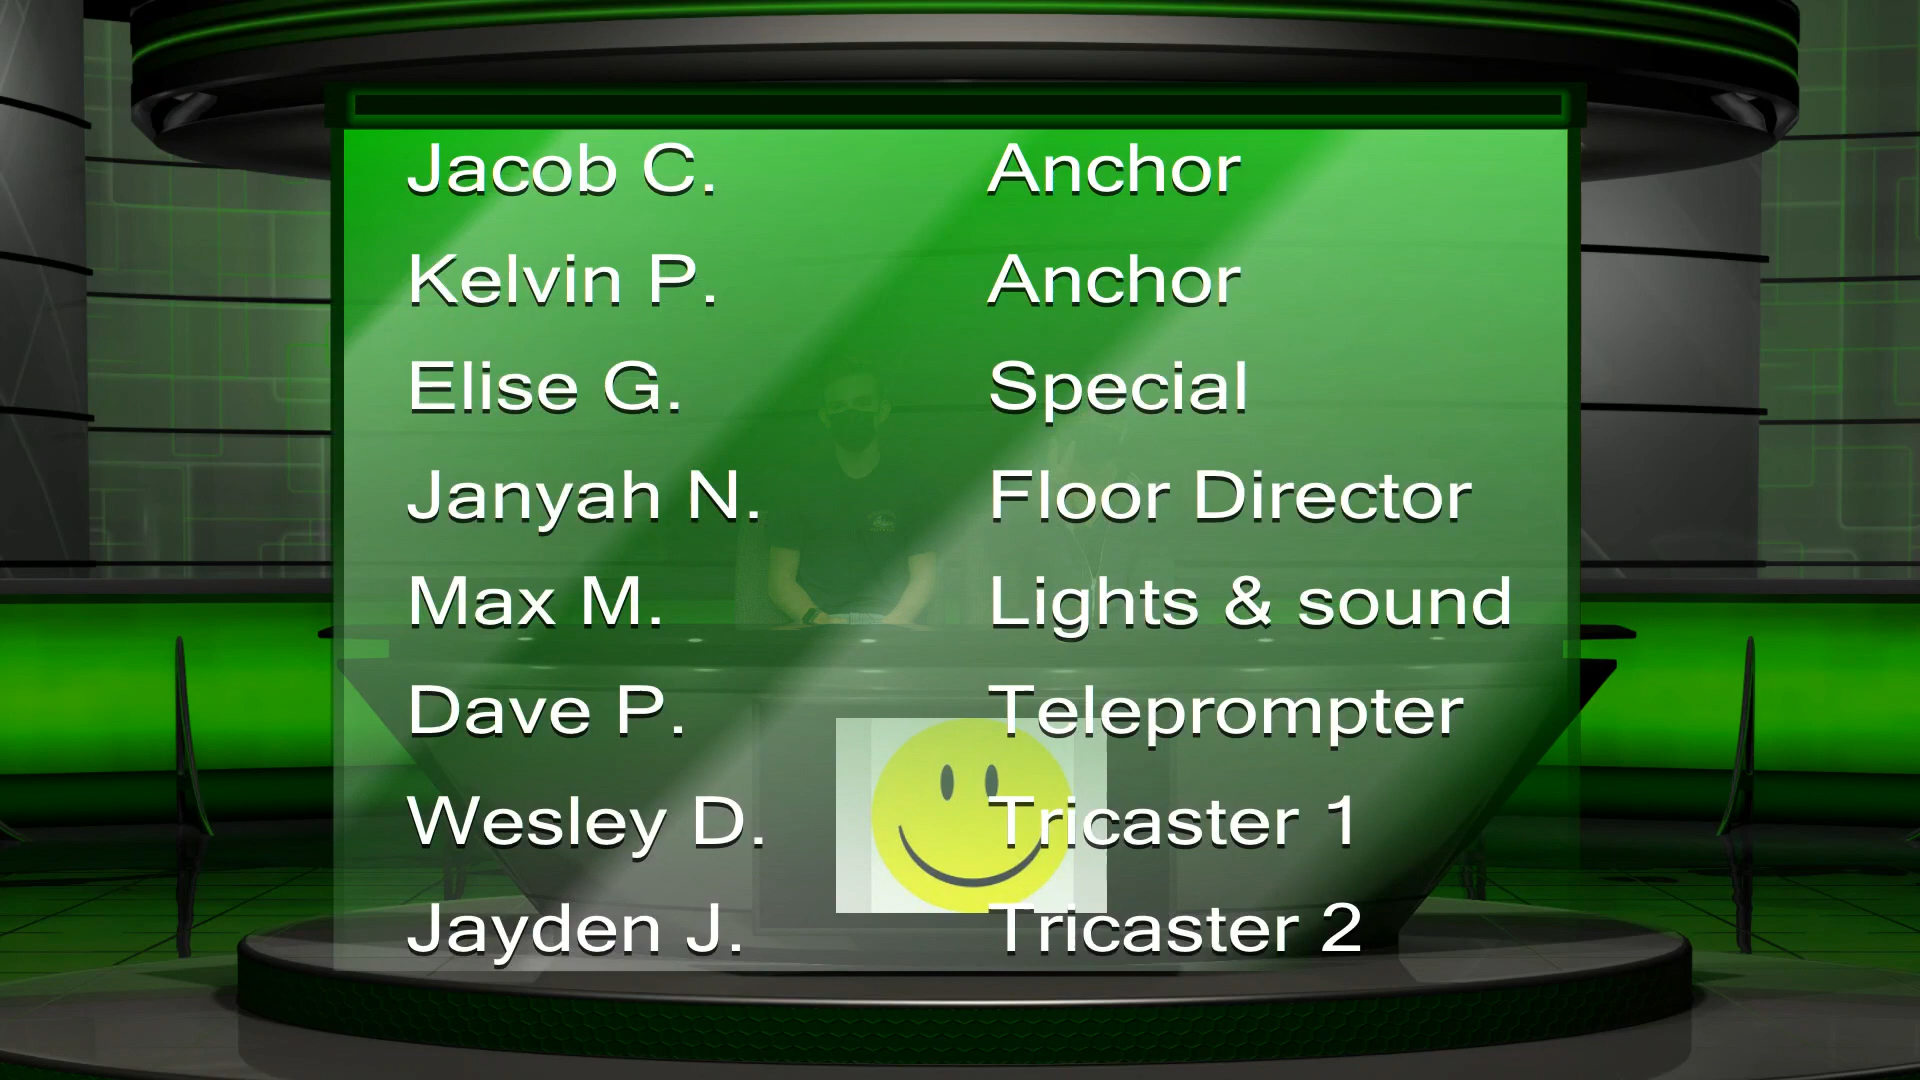 Jacob C. Anchor
Kelvin P. Anchor
Elise G. Special
Janyah N. Floor Director
Max M. Lights & sound
Dave P. Teleprompter
Wesley D. Tricaster 1
Jayden J. Tricaster 2